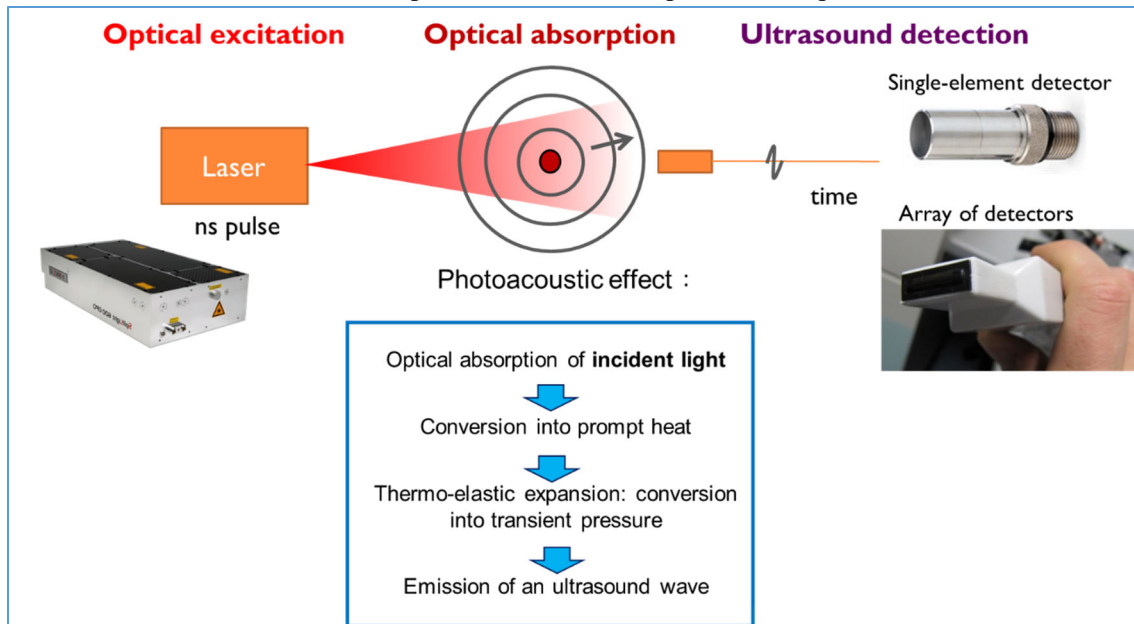 Optical excitation
Optical absorption
Ultrasound detection
Single-element detector
Laser
time
ns pulse
Array of detectors
Photoacoustic effect :
Optical absorption of incident light
Conversion into prompt heat
Thermo-elastic expansion: conversion
into transient pressure
Emission of an ultrasound wave